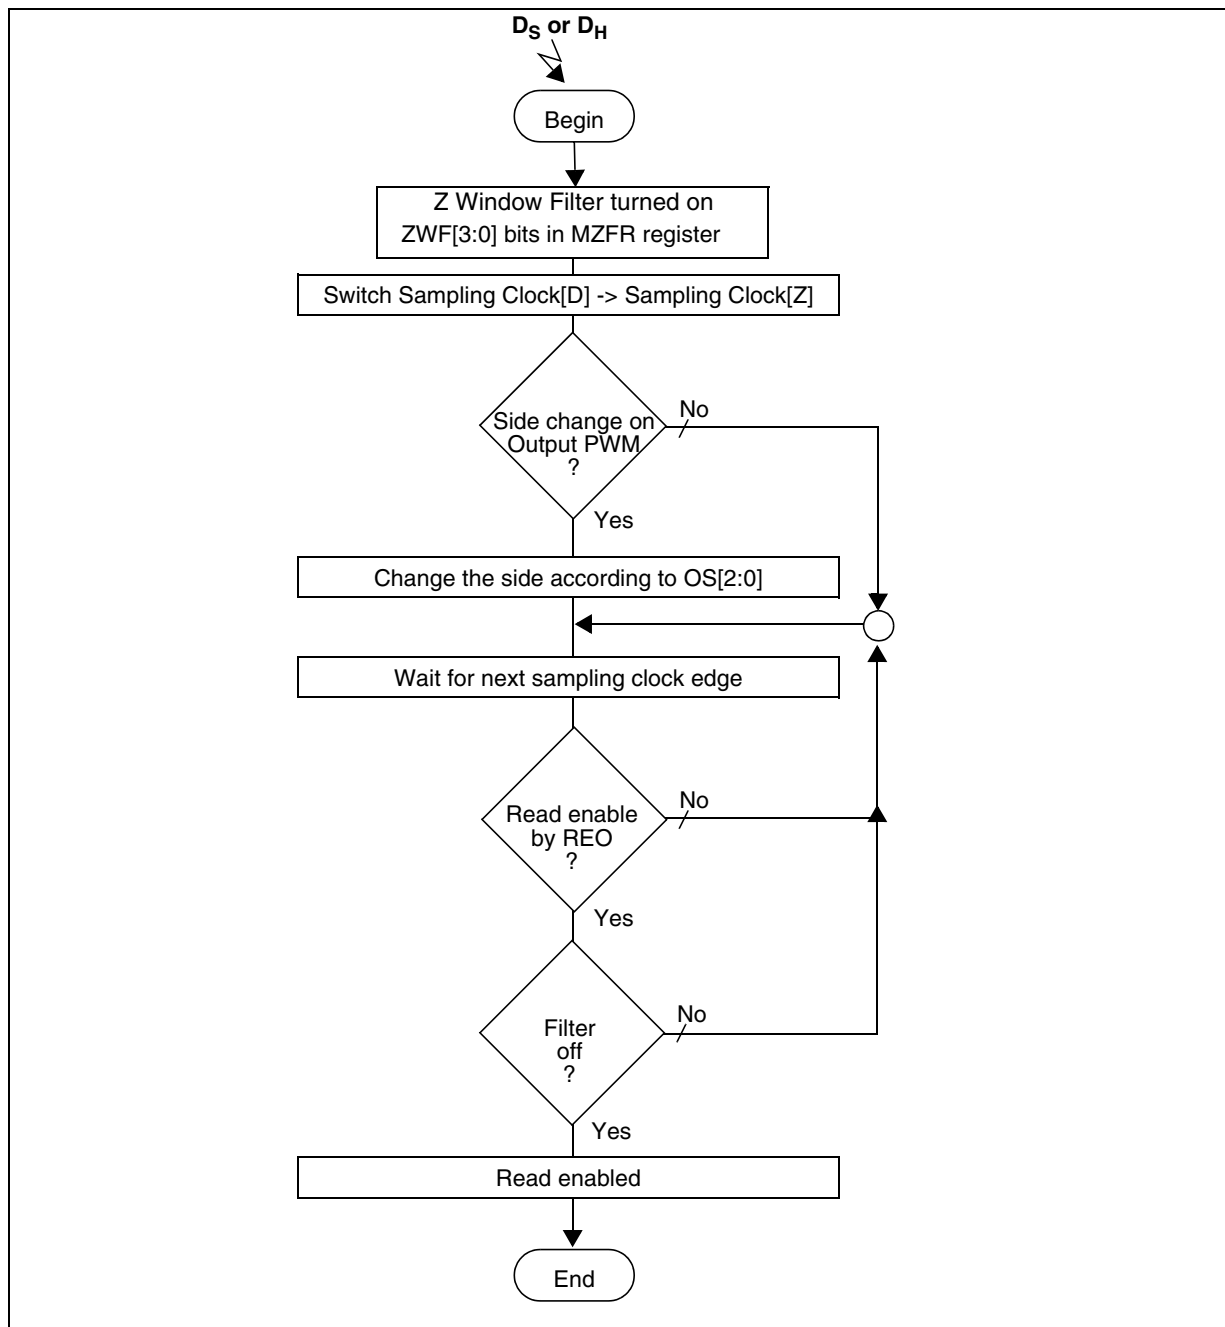 DS or DH
Begin
Z Window Filter turned on
ZWF[3:0] bits in MZFR register
Switch Sampling Clock[D] -> Sampling Clock[Z]
Side change on
Output PWM
?
No
Yes
Change the side according to OS[2:0]
Wait for next sampling clock edge
Read enable
by REO
?
No
Yes
Filter
off
?
No
Yes
Read enabled
End